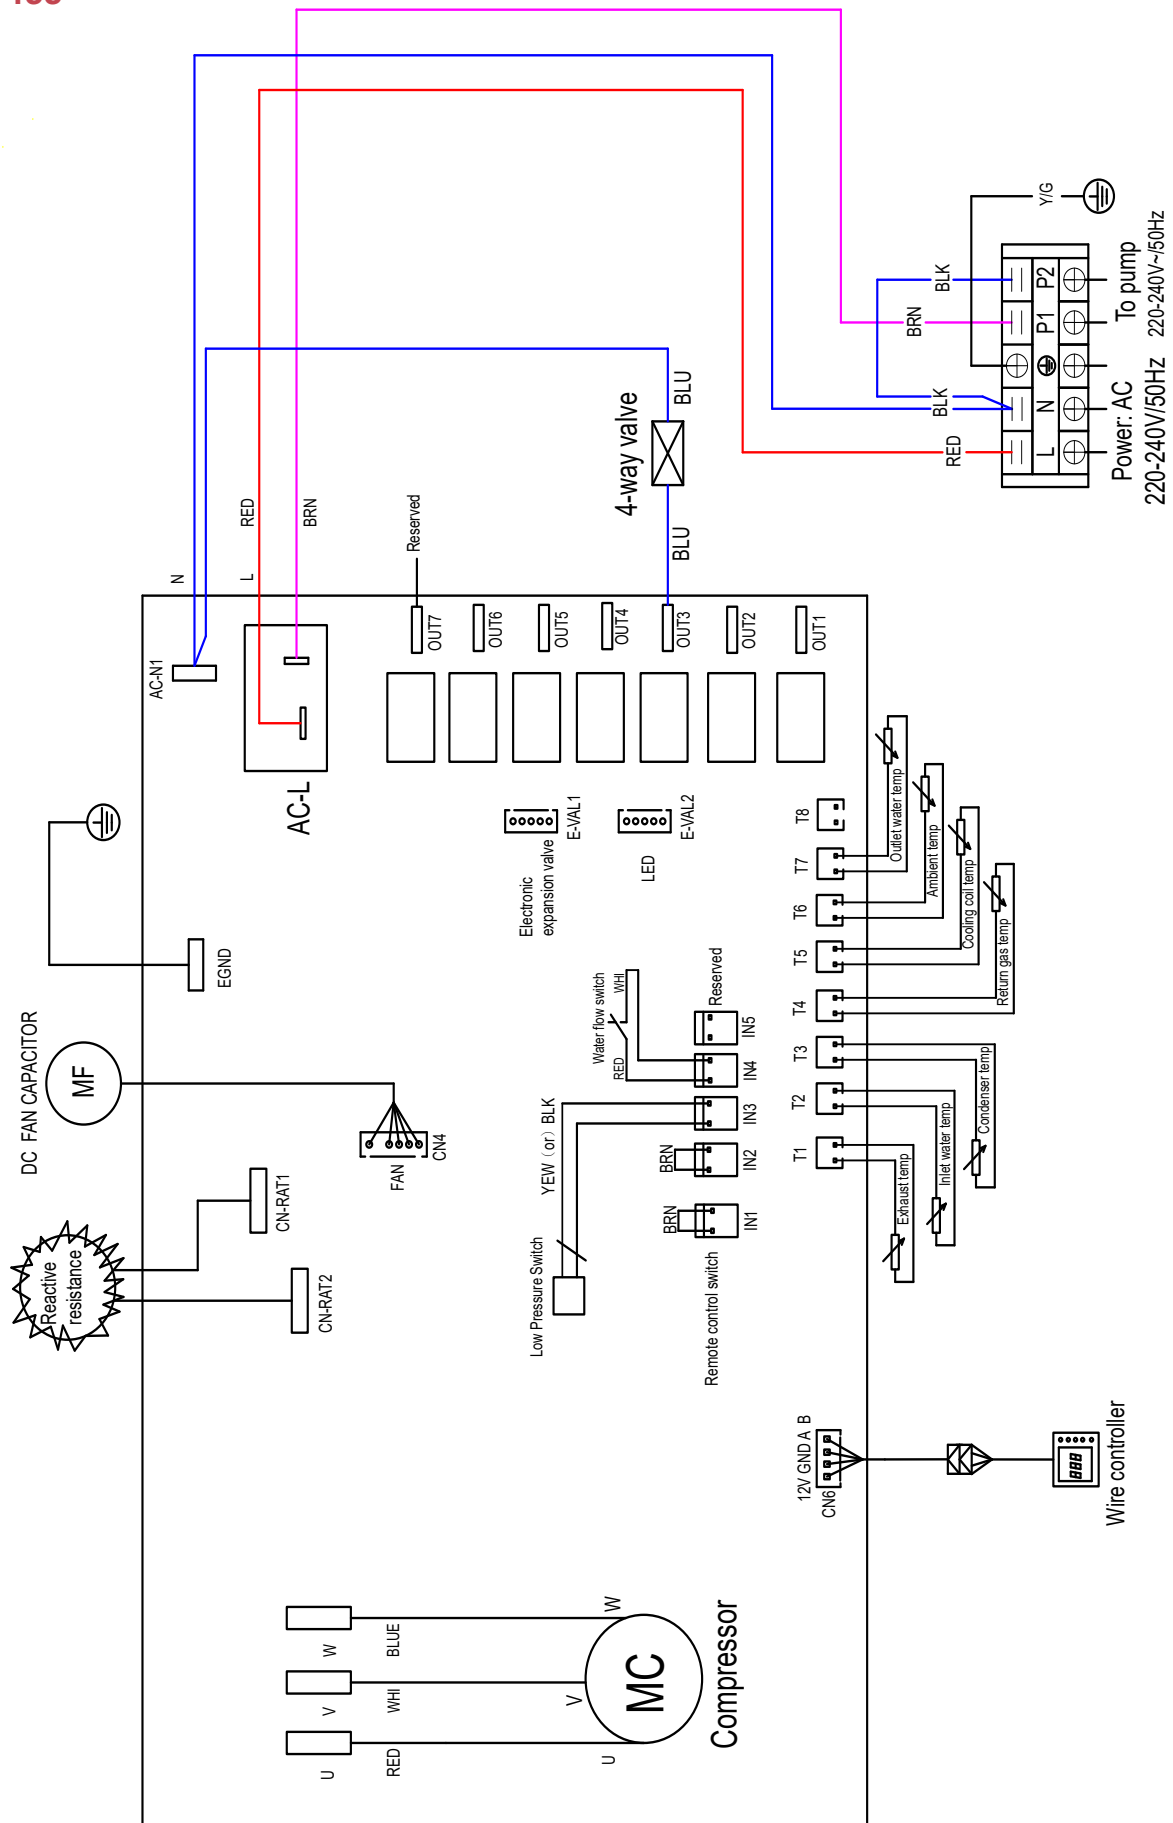 DC FAN CAPACITOR
MF
Reactive
resistance
CN-RAT1
CN-RAT2
FAN
CN4
EGND
AC-N1
N
L
RED
BRN
AC-L
Reserved
OUT7
OUT6
OUT5
OUT4
OUT3
OUT2
OUT1
4-way valve
BLU
BLU
Electronic
expansion valve
E-VAL1
LED
E-VAL2
Water flow switch
RED
WHI
YEW (or) BLK
Low Pressure Switch
Remote control switch
BRN
BRN
Reserved
IN1
IN2
IN3
IN4
IN5
T1
T2
T3
T4
T5
T6
T7
T8
Exhaust temp
Inlet water temp
Condenser temp
Return gas temp
Cooling coil temp
Ambient temp
Outlet water temp
12V GND A B
CN6
888
Wire controller
U
V
W
RED
WHI
BLUE
U
V
W
MC
Compressor
RED
BLK
BRN
BLK
Y/G
L
N
P1
P2
Power: AC
220-240V/50Hz
To pump
220-240V~/50Hz